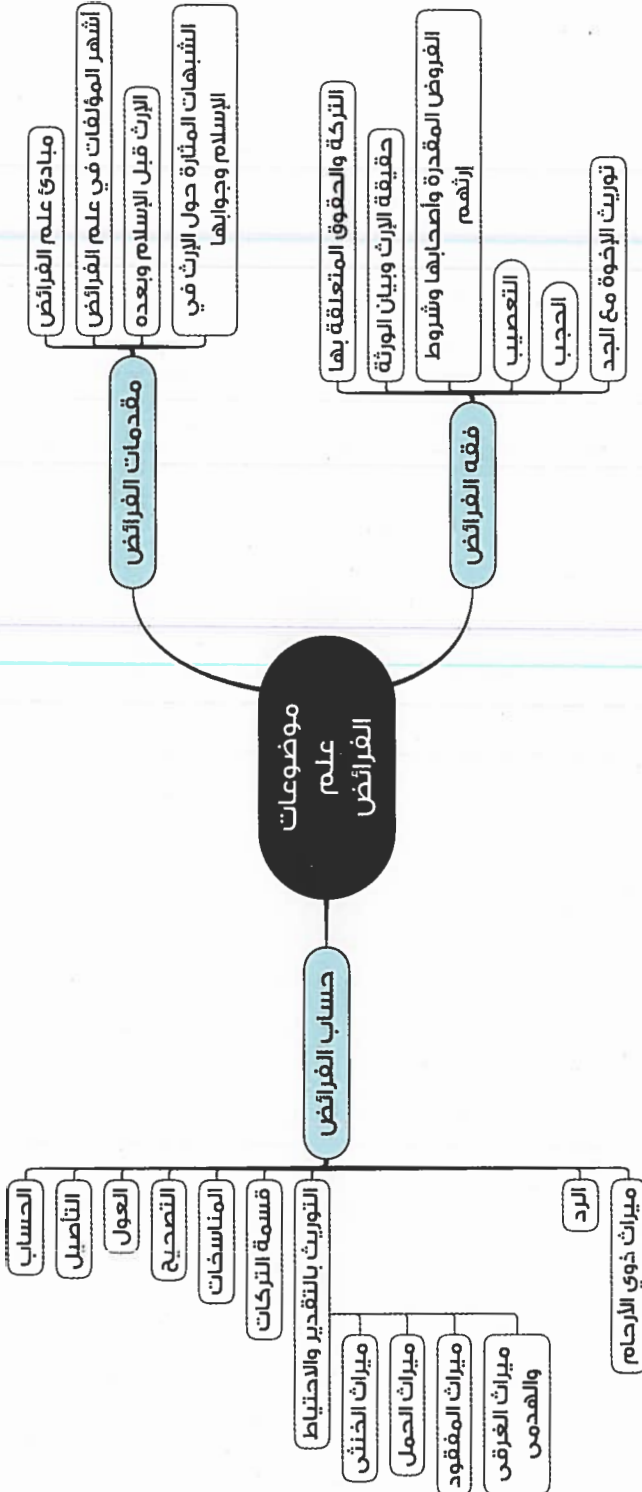 موضوعات
علم
الفرائض
مقدمات الفرائض
مبادئ علم الفرائض
أشهر المؤلفات في علم الفرائض
الإرث قبل الإسلام وبعده
الشبهات المثارة حول الإرث في
الإسلام وجوابها
فقه الفرائض
التركة والحقوق المتعلقة بها
حقيقة الإرث وبيان الورثة
الفروض المقدرة وأصحابها وشروط
إرثهم
التعصيب
الحجب
توريث الإخوة مع الجد
حساب الفرائض
الحساب
التأصيل
العول
التصحيح
المناسخات
قسمة التركات
التوريث بالتقدير والاحتياط
ميراث الخنثى
ميراث الحمل
ميراث المفقود
ميراث الغرقى
والهدمى
الرد
ميراث ذوي الأرحام